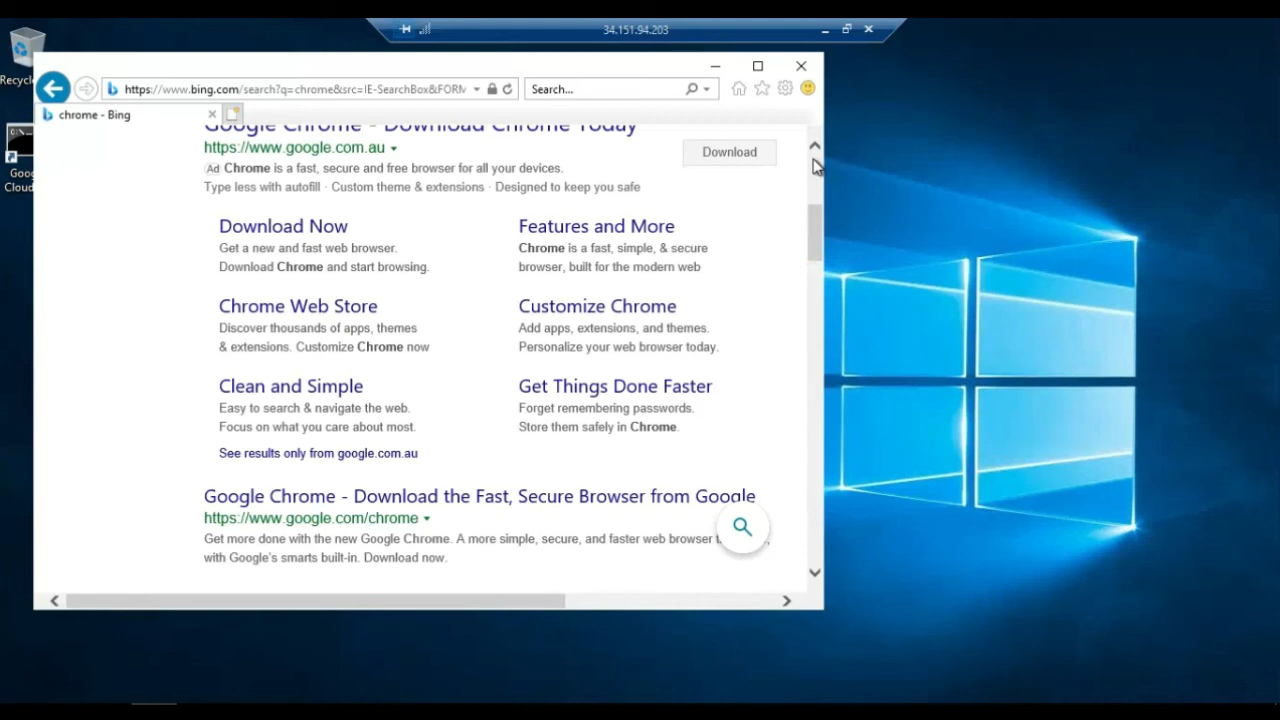 34.151.94.203
Recycl
https://www.bing.com/search?q=chrome&src=IE-SearchBox&FORM
Search...
chrome - Bing
Goo
Cloud
Google Chrome - Download Chrome Today
https://www.google.com.au
Download
Ad Chrome is a fast, secure and free browser for all your devices.
Type less with autofill · Custom theme & extensions · Designed to keep you safe
Download Now
Get a new and fast web browser.
Download Chrome and start browsing.
Features and More
Chrome is a fast, simple, & secure
browser, built for the modern web
Chrome Web Store
Discover thousands of apps, themes
& extensions. Customize Chrome now
Customize Chrome
Add apps, extensions, and themes.
Personalize your web browser today.
Clean and Simple
Easy to search & navigate the web.
Focus on what you care about most.
Get Things Done Faster
Forget remembering passwords.
Store them safely in Chrome.
See results only from google.com.au
Google Chrome - Download the Fast, Secure Browser from Google
https://www.google.com/chrome
Get more done with the new Google Chrome. A more simple, secure, and faster web browser
with Google's smarts built-in. Download now.